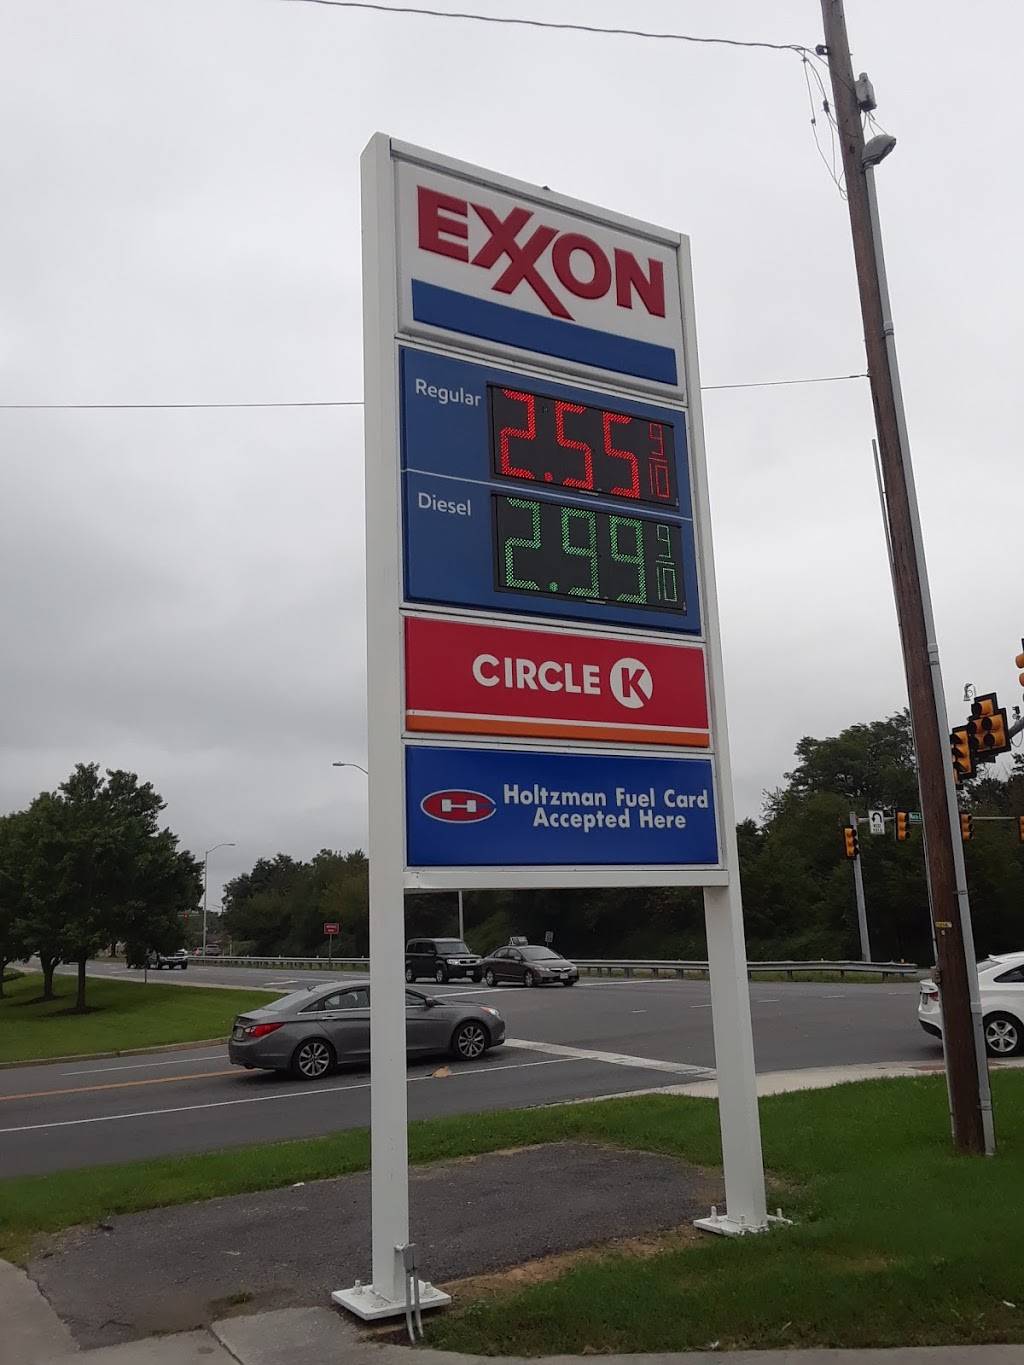 EXXON
Regular 2.55 9/10
Diesel 2.99 9/10
CIRCLE K
H Holtzman Fuel Card
Accepted Here